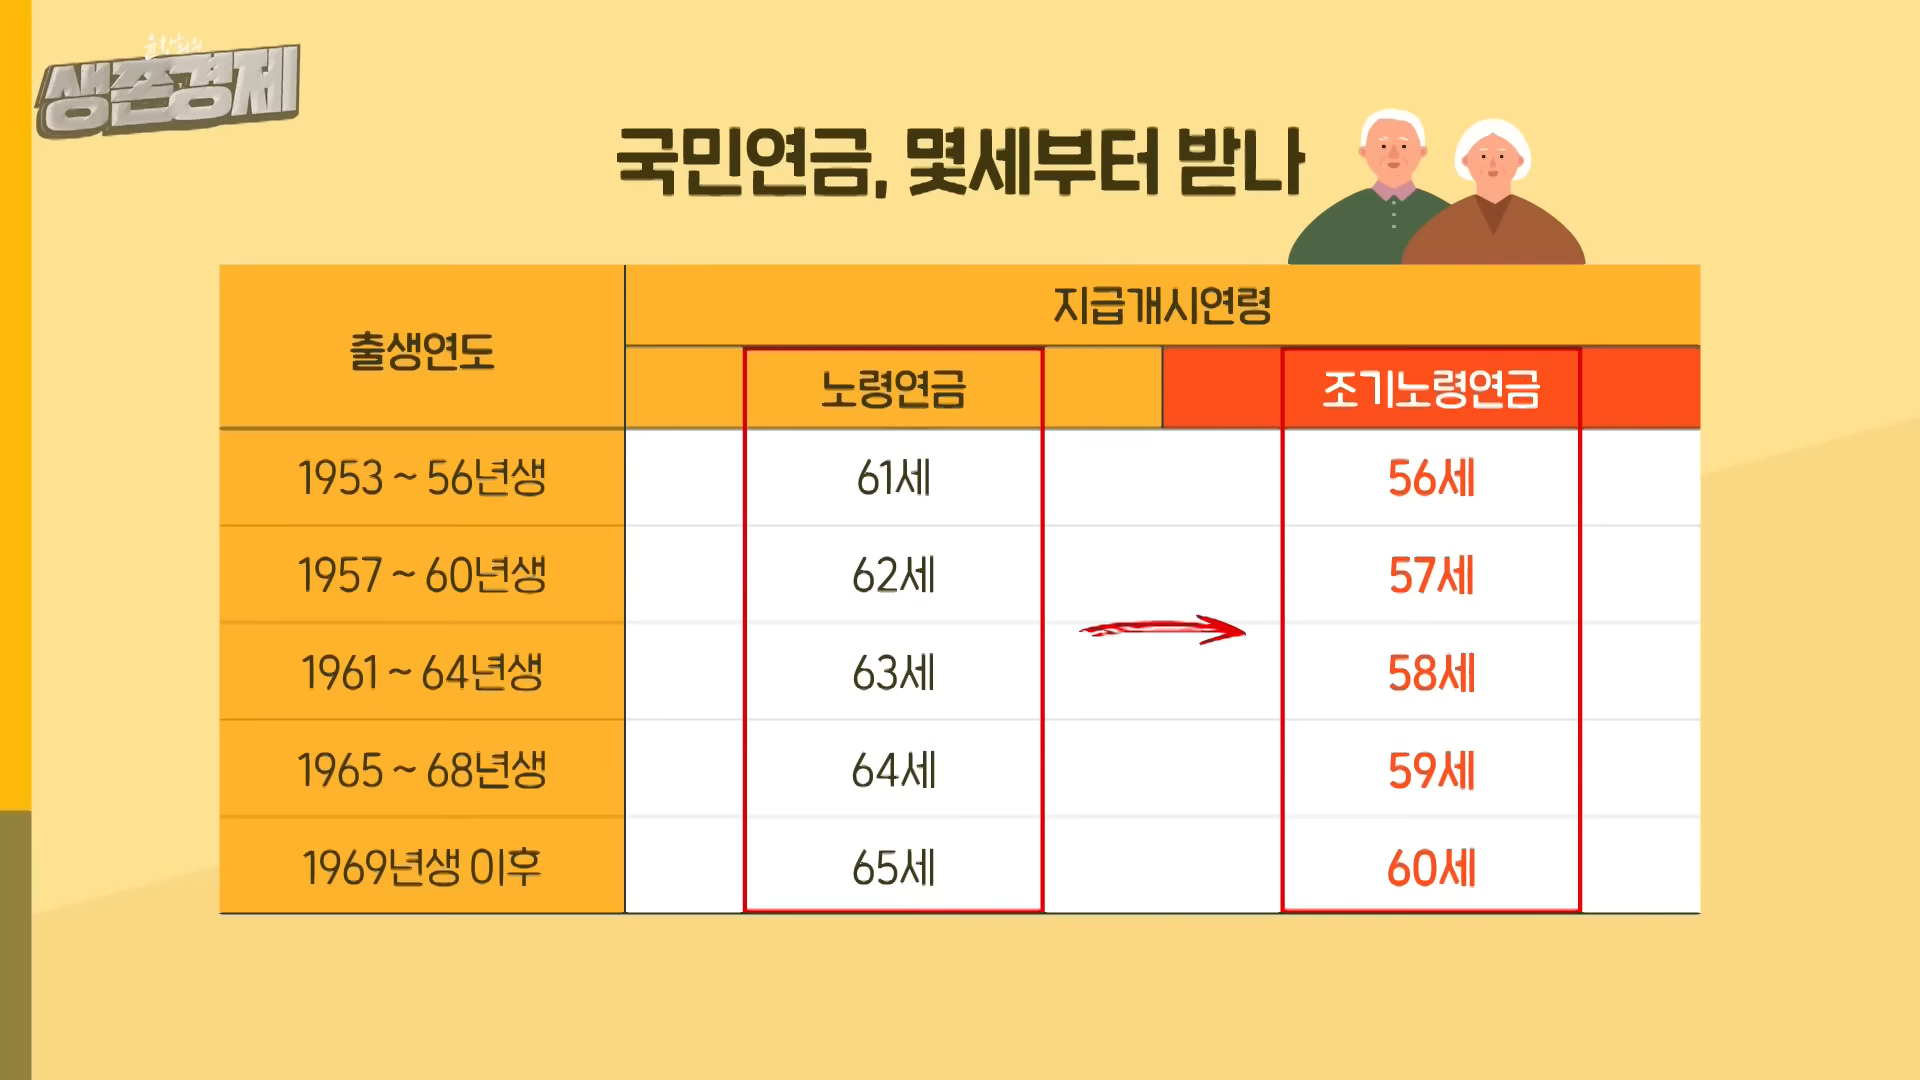 생존경제
국민연금, 몇세부터 받나
출생연도
지급개시연령
노령연금
조기노령연금
1953 ~ 56년생
61세
56세
1957 ~ 60년생
62세
57세
1961 ~ 64년생
63세
58세
1965 ~ 68년생
64세
59세
1969년생 이후
65세
60세